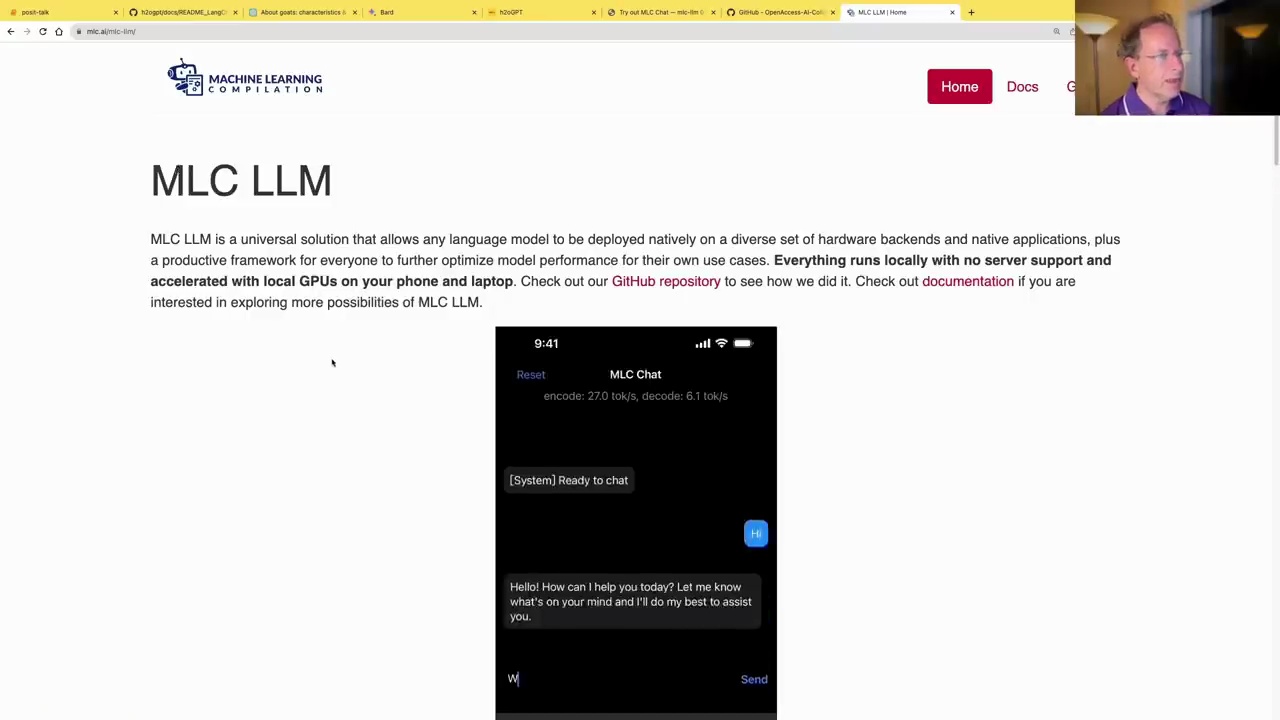 posit-talk
h2ogpt/docs/README_LangCh
About goats: characteristics &
Bard
h2oGPT
Try out MLC Chat — mlc-llm
GitHub - OpenAccess-AI-Coll
MLC LLM | Home
mlc.ai/mlc-llm/
MACHINE LEARNING
COMPILATION
Home
Docs
G
MLC LLM
MLC LLM is a universal solution that allows any language model to be deployed natively on a diverse set of hardware backends and native applications, plus
a productive framework for everyone to further optimize model performance for their own use cases. Everything runs locally with no server support and
accelerated with local GPUs on your phone and laptop. Check out our GitHub repository to see how we did it. Check out documentation if you are
interested in exploring more possibilities of MLC LLM.
9:41
Reset
MLC Chat
encode: 27.0 tok/s, decode: 6.1 tok/s
[System] Ready to chat
Hi
Hello! How can I help you today? Let me know
what's on your mind and I'll do my best to assist
you.
W
Send